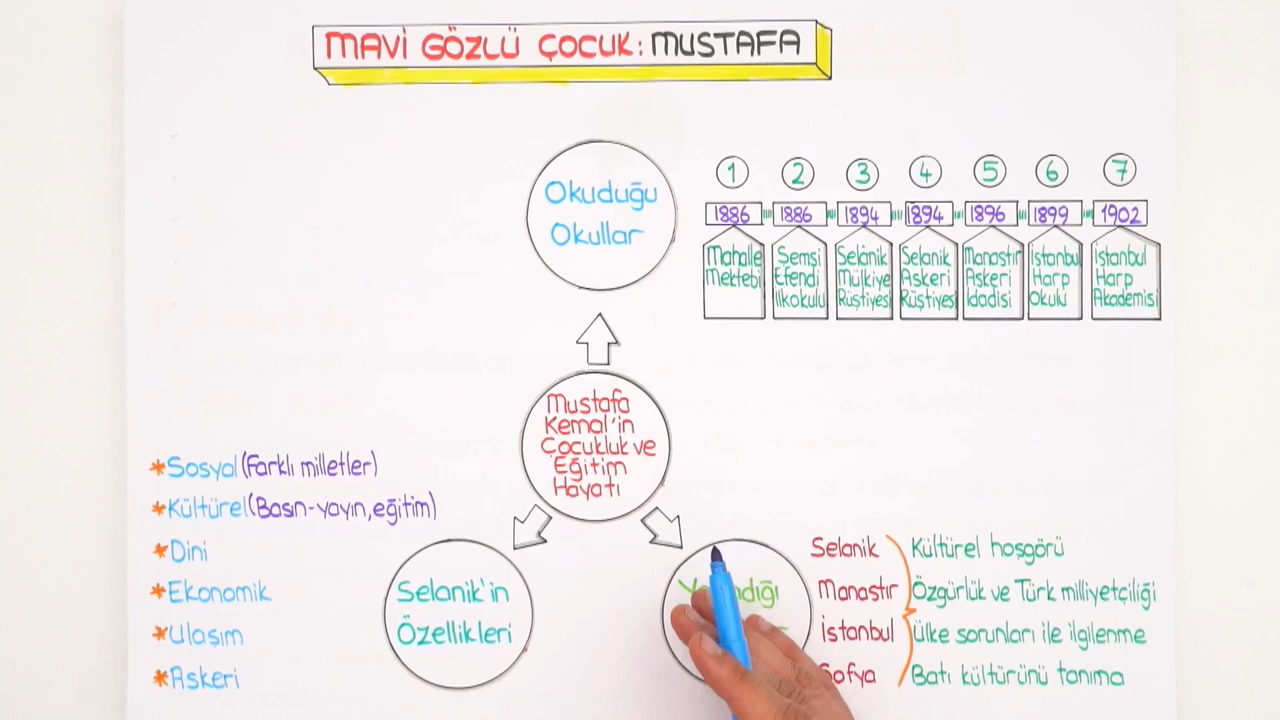 MAVİ GÖZLÜ ÇOCUK: MUSTAFA
Okuduğu
Okullar
1 2 3 4 5 6 7
1886 1886 1894 1894 1896 1899 1902
Mahalle
Mektebi
Şemsi
Efendi
İlkokulu
Selânik
Mülkiye
Rüştiyesi
Selanik
Askeri
Rüştiyesi
Manastır
Askeri
İdadisi
İstanbul
Harp
Okulu
İstanbul
Harp
Akademisi
Mustafa
Kemal'in
Çocukluk ve
Eğitim
Hayatı
*Sosyal (Farklı milletler)
*Kültürel (Basın-yayın, eğitim)
*Dini
*Ekonomik
*Ulaşım
*Askeri
Selanik'in
Özellikleri
Selanik Kültürel hoşgörü
Manastır Özgürlük ve Türk milliyetçiliği
İstanbul ülke sorunları ile ilgilenme
Sofya Batı kültürünü tanıma